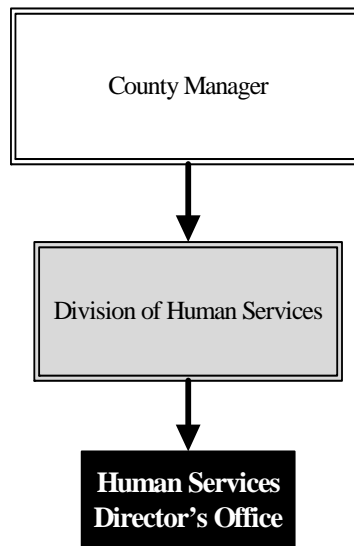 County Manager
Division of Human Services
Human Services
Director’s Office